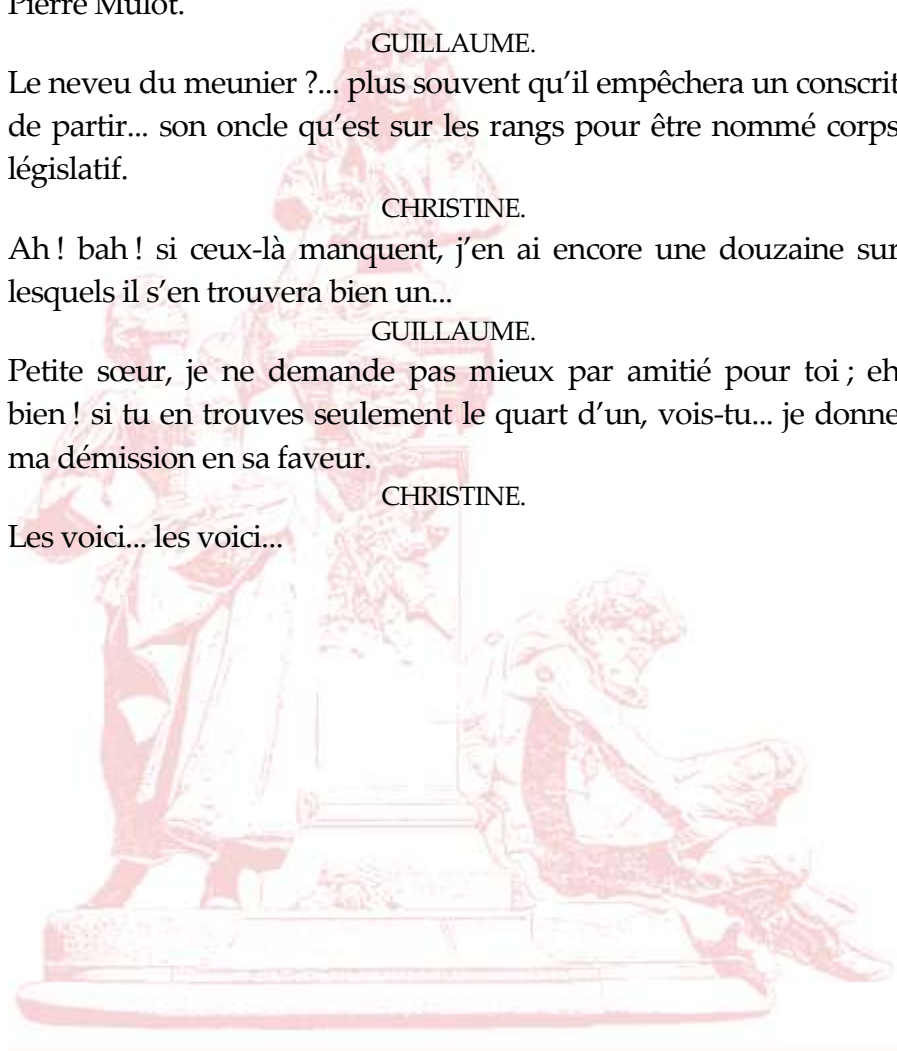 Pierre Mulot.
GUILLAUME.
Le neveu du meunier ?... plus souvent qu’il empêchera un conscrit
de partir... son oncle qu’est sur les rangs pour être nommé corps
législatif.
CHRISTINE.
Ah ! bah ! si ceux-là manquent, j’en ai encore une douzaine sur
lesquels il s’en trouvera bien un...
GUILLAUME.
Petite sœur, je ne demande pas mieux par amitié pour toi ; eh
bien ! si tu en trouves seulement le quart d’un, vois-tu... je donne
ma démission en sa faveur.
CHRISTINE.
Les voici... les voici...